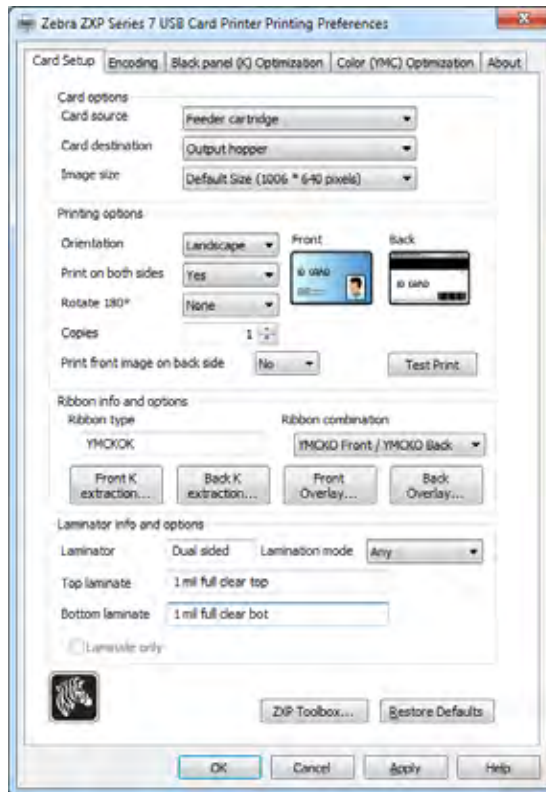 Zebra ZXP Series 7 USB Card Printer Printing Preferences
Card Setup Encoding Black panel (K) Optimization Color (YMC) Optimization About
Card options
Card source Feeder cartridge
Card destination Output hopper
Image size Default Size (1006 * 640 pixels)
Printing options
Orientation Landscape Front Back
Print on both sides Yes
ID CARD ID CARD
Rotate 180° None
Copies 1
Print front image on back side No Test Print
Ribbon info and options
Ribbon type Ribbon combination
YMCKOK YMCKO Front / YMCKO Back
Front K extraction... Back K extraction... Front Overlay... Back Overlay...
Laminator info and options
Laminator Dual sided Lamination mode Any
Top laminate 1 mil full clear top
Bottom laminate 1 mil full clear bot
Laminate only
ZXP Toolbox... Restore Defaults
OK Cancel Apply Help